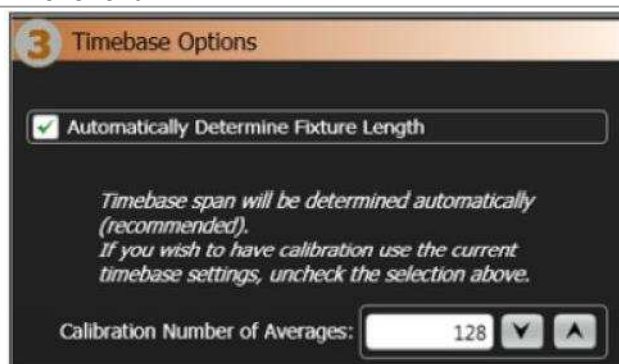 3 Timebase Options
Automatically Determine Fixture Length
Timebase span will be determined automatically
(recommended).
If you wish to have calibration use the current
timebase settings, uncheck the selection above.
Calibration Number of Averages: 128